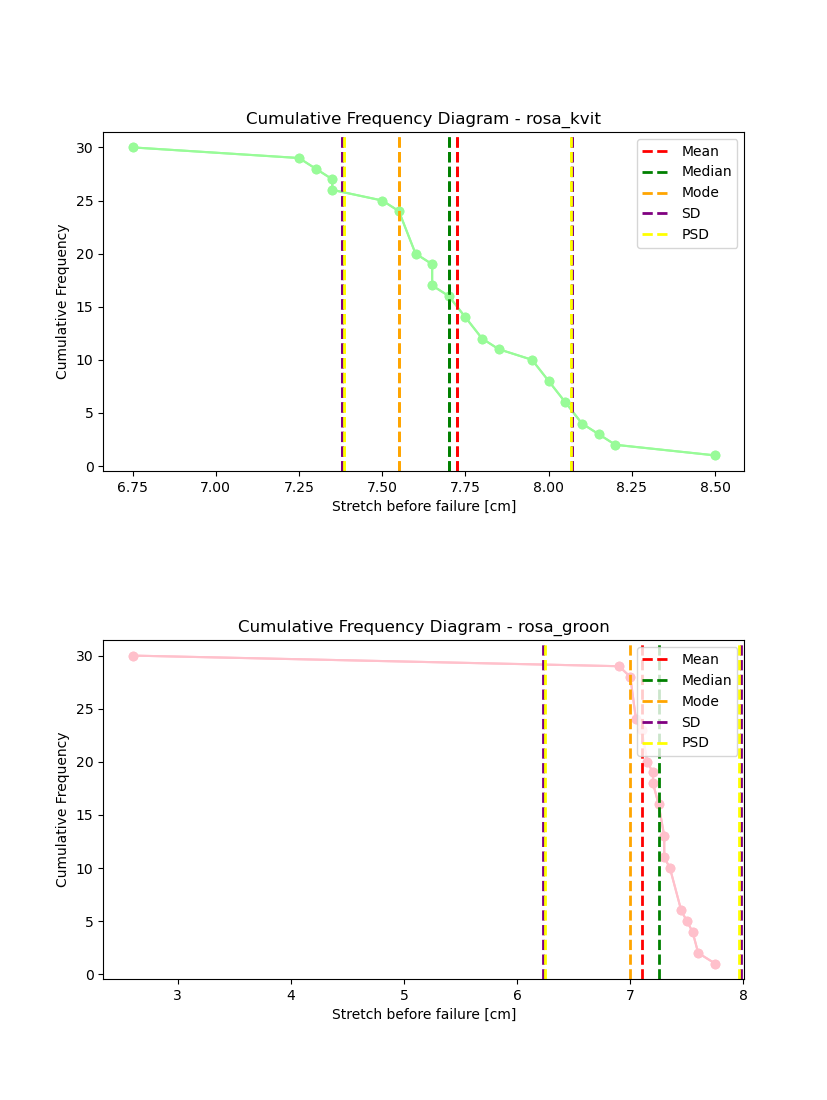 Cumulative Frequency Diagram - rosa_kvit
30
25
20
15
10
5
0
Cumulative Frequency
Mean
Median
Mode
SD
PSD
6.75 7.00 7.25 7.50 7.75 8.00 8.25 8.50
Stretch before failure [cm]
Cumulative Frequency Diagram - rosa_groon
30
25
20
15
10
5
0
Cumulative Frequency
Mean
Median
Mode
SD
PSD
3 4 5 6 7 8
Stretch before failure [cm]